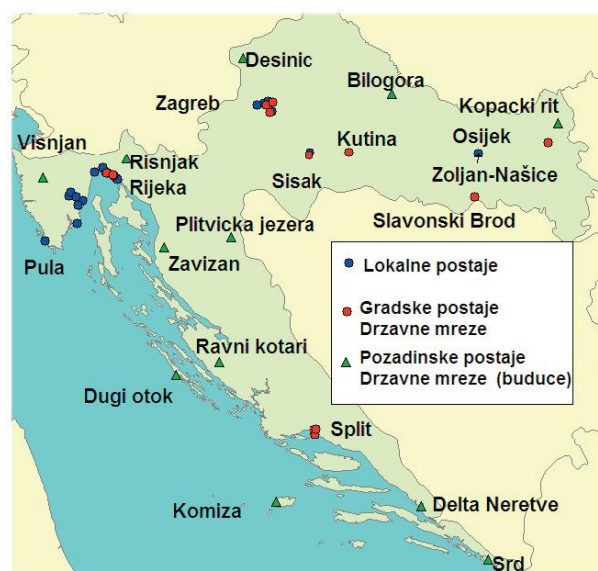 Desinic
Bilogora
Zagreb
Kopacki rit
Visnjan
Kutina
Osijek
Risnjak
Zoljan-Našice
Rijeka
Sisak
Slavonski Brod
Plitvicka jezera
Pula
Zavizan
Lokalne postaje
Gradske postaje
Drzavne mreze
Ravni kotari
Pozadinske postaje
Drzavne mreze (buduce)
Dugi otok
Split
Komiza
Delta Neretve
Srd